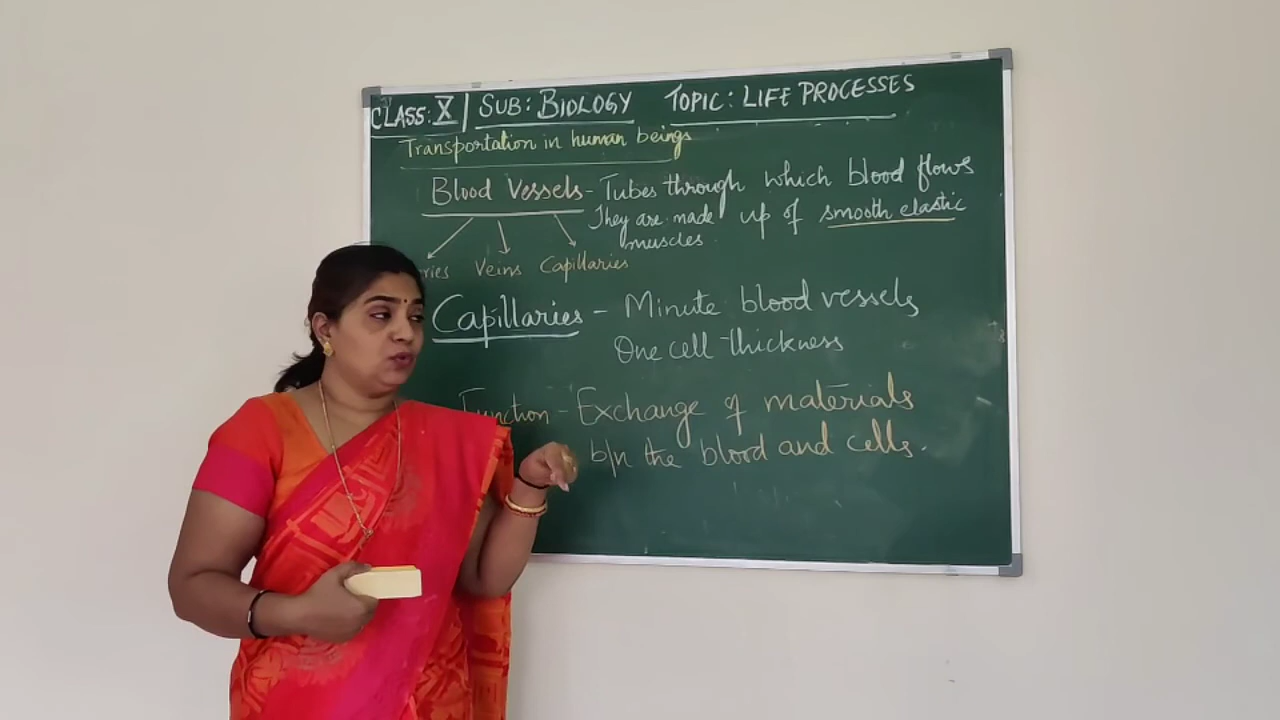 CLASS: X | SUB: BIOLOGY TOPIC: LIFE PROCESSES
Transportation in human beings
Blood Vessels - Tubes through which blood flows
They are made up of smooth elastic
muscles.
ries Veins Capillaries
Capillaries - Minute blood vessels
One cell thickness
Function - Exchange of materials
b/n the blood and cells.